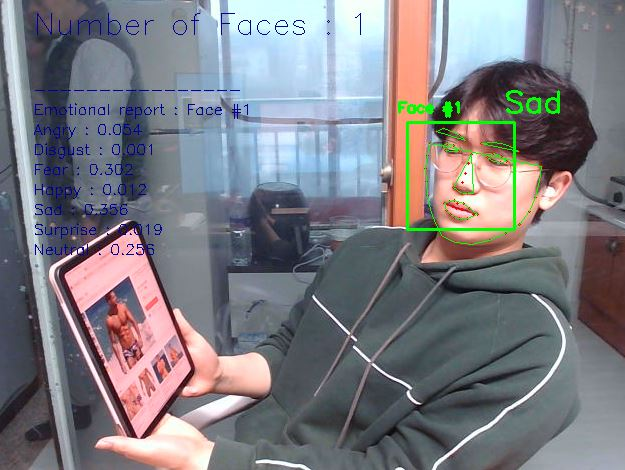 Number of Faces : 1
Sad
Face #1
-----------------
Emotional report : Face #1
Angry : 0.054
Disgust : 0.001
Fear : 0.302
Happy : 0.012
Sad : 0.356
Surprise : 0.019
Neutral : 0.256